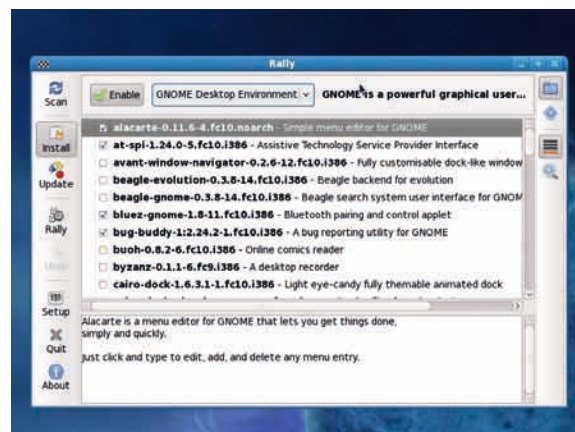 Rally
Scan
Enable
GNOME Desktop Environment
GNOME is a powerful graphical user...
Install
Update
Rally
Undo
Setup
Quit
About
alacarte-0.11.6-4.fc10.noarch - Simple menu editor for GNOME
at-spi-1.24.0-5.fc10.i386 - Assistive Technology Service Provider Interface
avant-window-navigator-0.2.6-12.fc10.i386 - Fully customisable dock-like window
beagle-evolution-0.3.8-14.fc10.i386 - Beagle backend for evolution
beagle-gnome-0.3.8-14.fc10.i386 - Beagle search system user interface for GNOM
bluez-gnome-1.8-11.fc10.i386 - Bluetooth pairing and control applet
bug-buddy-1:2.24.2-1.fc10.i386 - A bug reporting utility for GNOME
buoh-0.8.2-6.fc10.i386 - Online comics reader
byzanz-0.1.1-6.fc9.i386 - A desktop recorder
cairo-dock-1.6.3.1-1.fc10.i386 - Light eye-candy fully themable animated dock
Alacarte is a menu editor for GNOME that lets you get things done,
simply and quickly.
Just click and type to edit, add, and delete any menu entry.